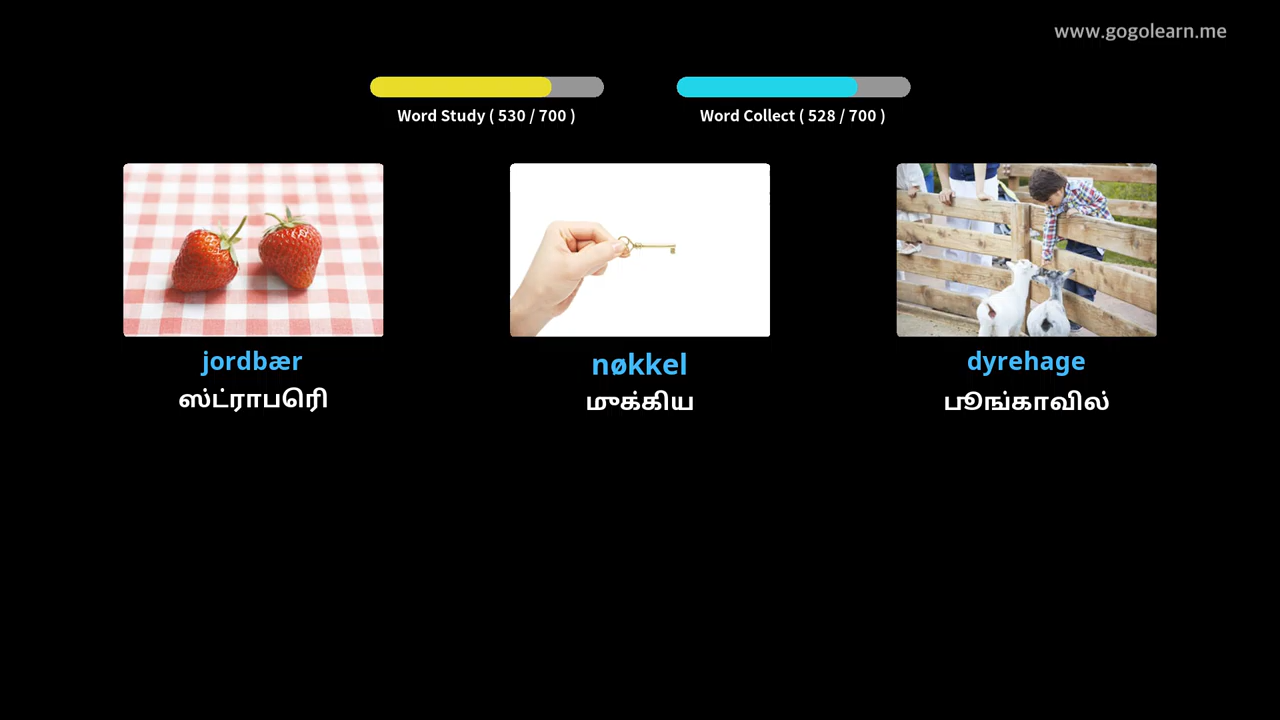 www.gogolearn.me
Word Study ( 530 / 700 )
Word Collect ( 528 / 700 )
jordbær
ஸ்ட்ராபெரி
nøkkel
முக்கிய
dyrehage
பூங்காவில்